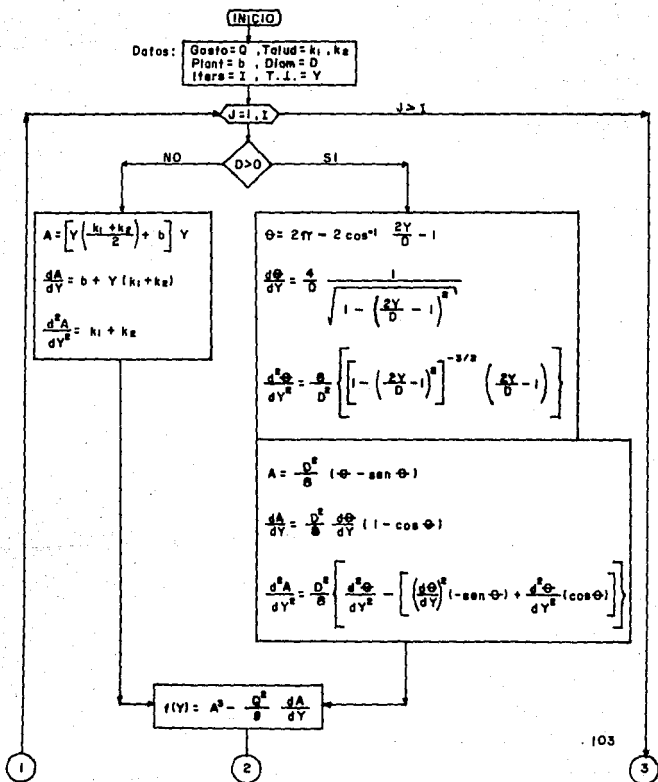 INICIO
Datos: Gasto = Q , Talud = k₁ , k₂
Plant = b , Diam = D
Iters = I , T.I. = Y
J = 1, I
J > I
D > 0
NO
SI
A = [Y (k₁ + k₂ / 2) + b] Y
dA/dY = b + Y (k₁ + k₂)
d²A/dY² = k₁ + k₂
θ = 2π − 2 cos⁻¹ 2Y/D − 1
dθ/dY = 4/D 1/√(1 − (2Y/D − 1)²)
d²θ/dY² = 8/D² {[1 − (2Y/D − 1)²]^(−3/2) (2Y/D − 1)}
A = D²/8 (θ − sen θ)
dA/dY = D²/8 dθ/dY (1 − cos θ)
d²A/dY² = D²/8 {d²θ/dY² − [(dθ/dY)² (−sen θ) + d²θ/dY² (cos θ)]}
f(Y) = A³ − Q²/g dA/dY
103
1
2
3